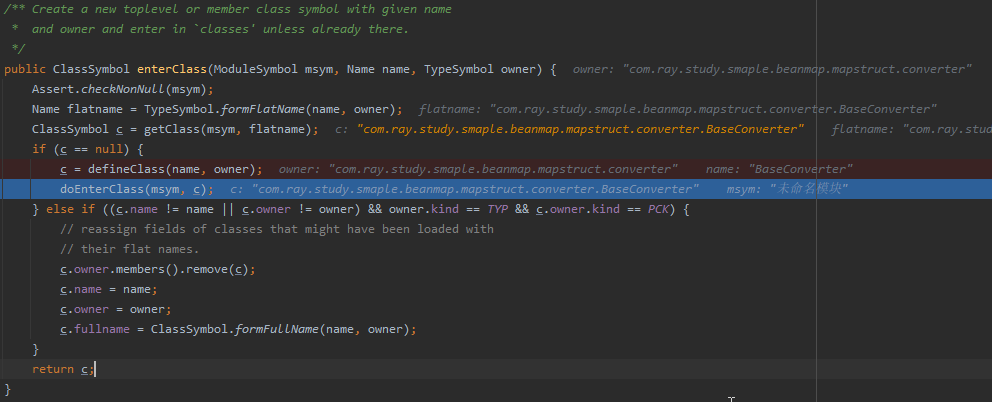 /** Create a new toplevel or member class symbol with given name
 *  and owner and enter in `classes' unless already there.
 */
public ClassSymbol enterClass(ModuleSymbol msym, Name name, TypeSymbol owner) {  owner: "com.ray.study.smaple.beanmap.mapstruct.converter"
    Assert.checkNonNull(msym);
    Name flatname = TypeSymbol.formFlatName(name, owner);  flatname: "com.ray.study.smaple.beanmap.mapstruct.converter.BaseConverter"
    ClassSymbol c = getClass(msym, flatname);  c: "com.ray.study.smaple.beanmap.mapstruct.converter.BaseConverter"    flatname: "com.ray.stud
    if (c == null) {
        c = defineClass(name, owner);  owner: "com.ray.study.smaple.beanmap.mapstruct.converter"    name: "BaseConverter"
        doEnterClass(msym, c);  c: "com.ray.study.smaple.beanmap.mapstruct.converter.BaseConverter"    msym: "未命名模块"
    } else if ((c.name != name || c.owner != owner) && owner.kind == TYP && c.owner.kind == PCK) {
        // reassign fields of classes that might have been loaded with
        // their flat names.
        c.owner.members().remove(c);
        c.name = name;
        c.owner = owner;
        c.fullname = ClassSymbol.formFullName(name, owner);
    }
    return c;
}